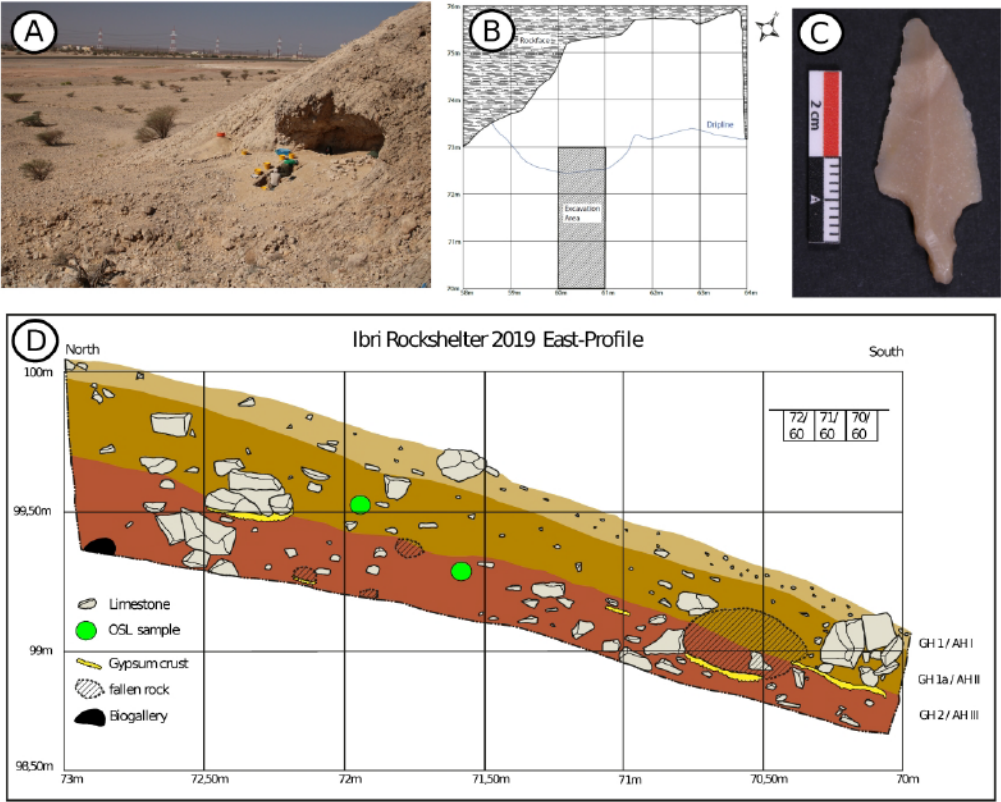 A
2 cm
A
B
76m
75m
74m
73m
72m
71m
70m
Rockface
Dripline
Excavation
Area
59m
60m
61m
62m
63m
64m
C
D
Ibri Rockshelter 2019 East-Profile
North
South
100m
99,50m
99m
98,50m
72/
60
71/
60
70/
60
Limestone
OSL sample
Gypsum crust
fallen rock
Biogallery
GH 1 / AH I
GH 1a / AH II
GH 2 / AH III
73m
72,50m
72m
71,50m
71m
70,50m
70m